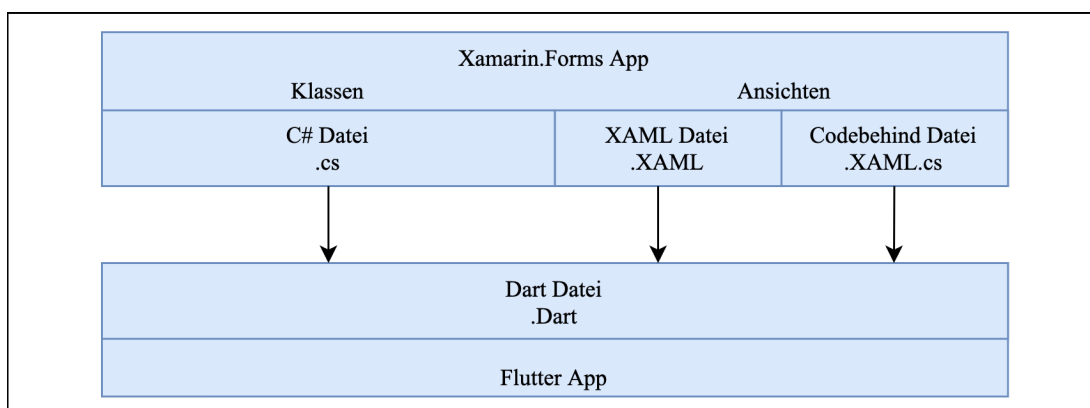 Xamarin.Forms App
Klassen
Ansichten
C# Datei
.cs
XAML Datei
.XAML
Codebehind Datei
.XAML.cs
Dart Datei
.Dart
Flutter App